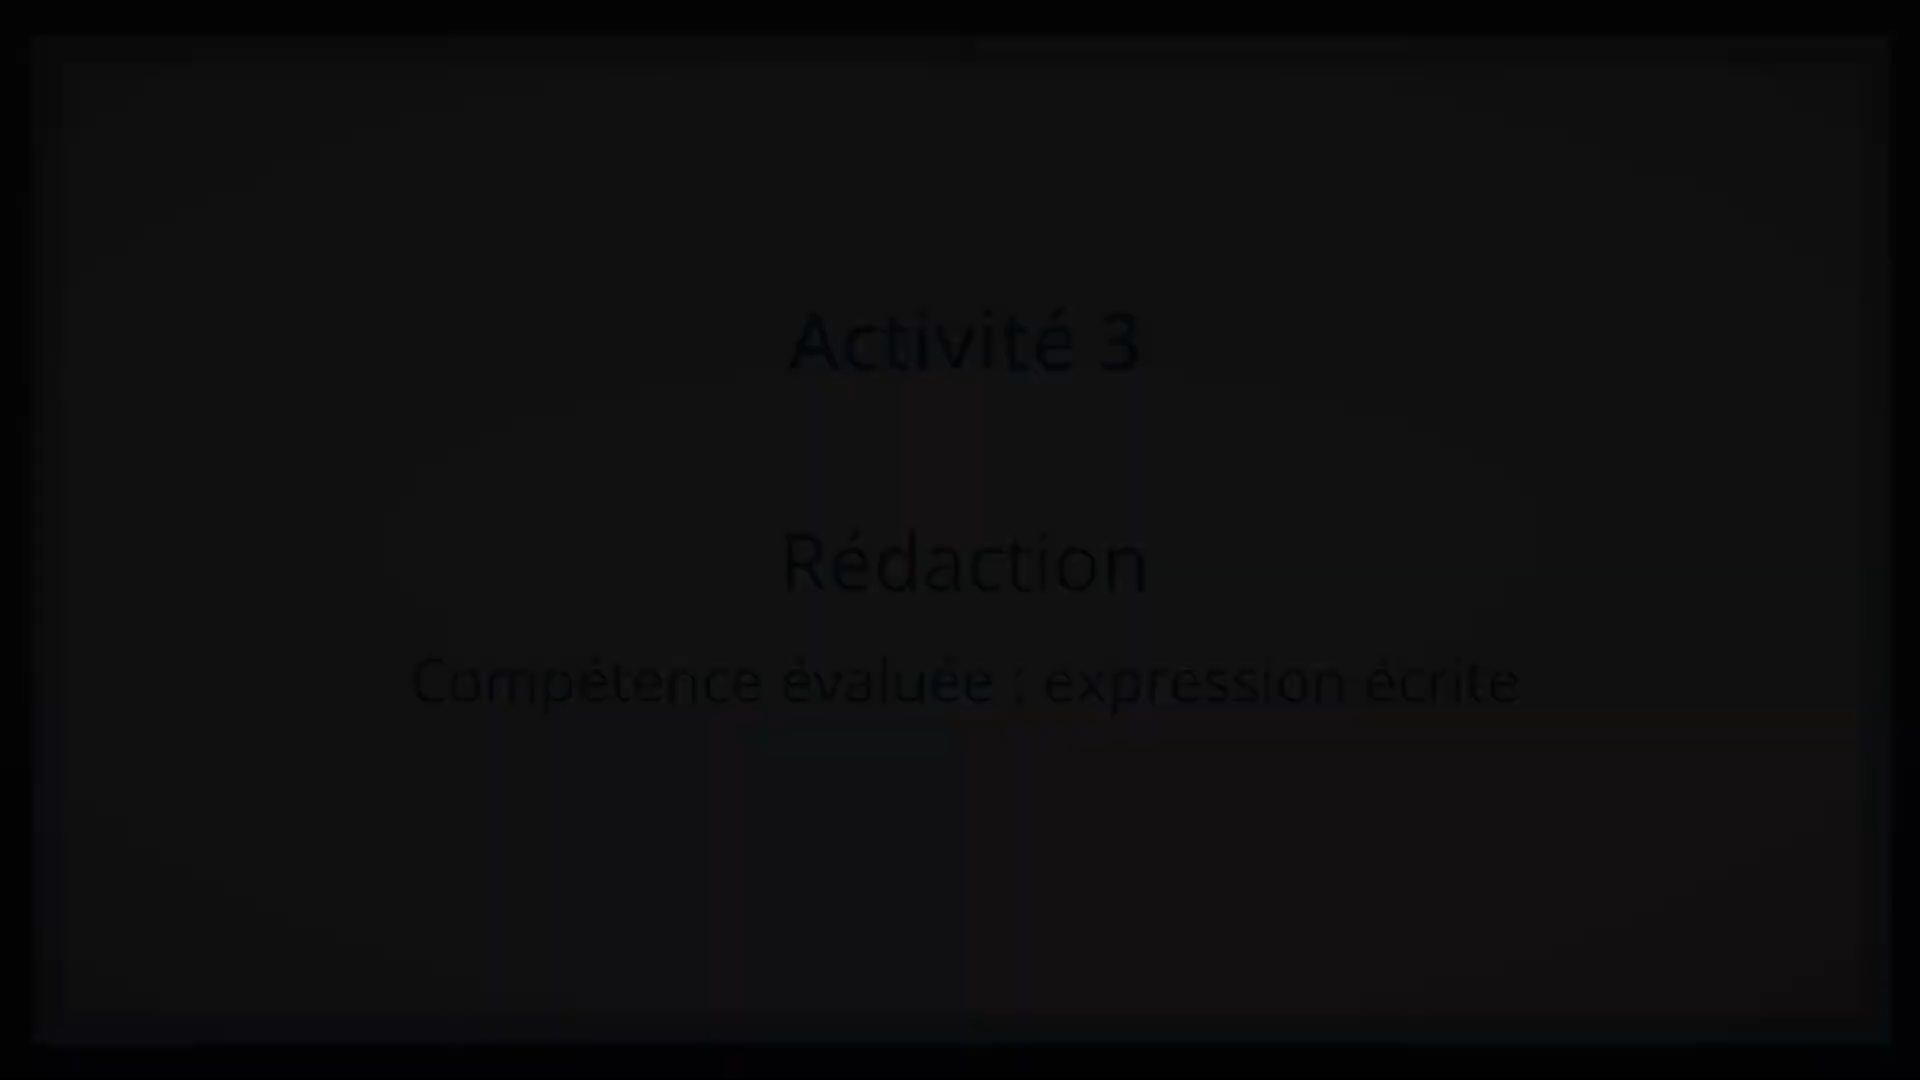 Activité 3
Rédaction
Compétence évaluée : expression écrite